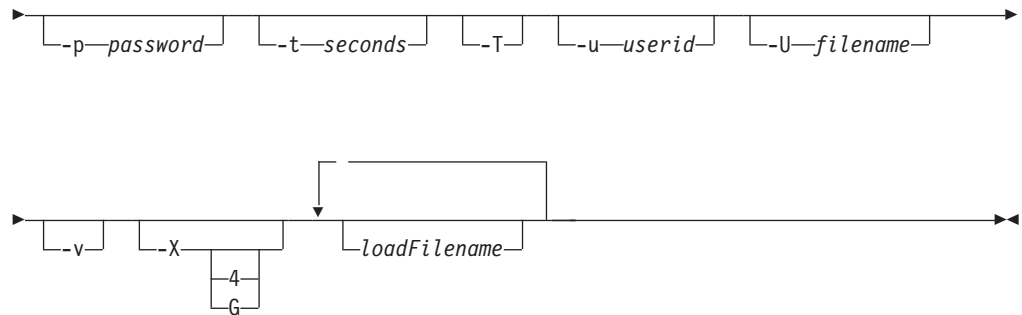 -p password -t seconds -T -u userid -U filename
-v -X loadFilename
4
G